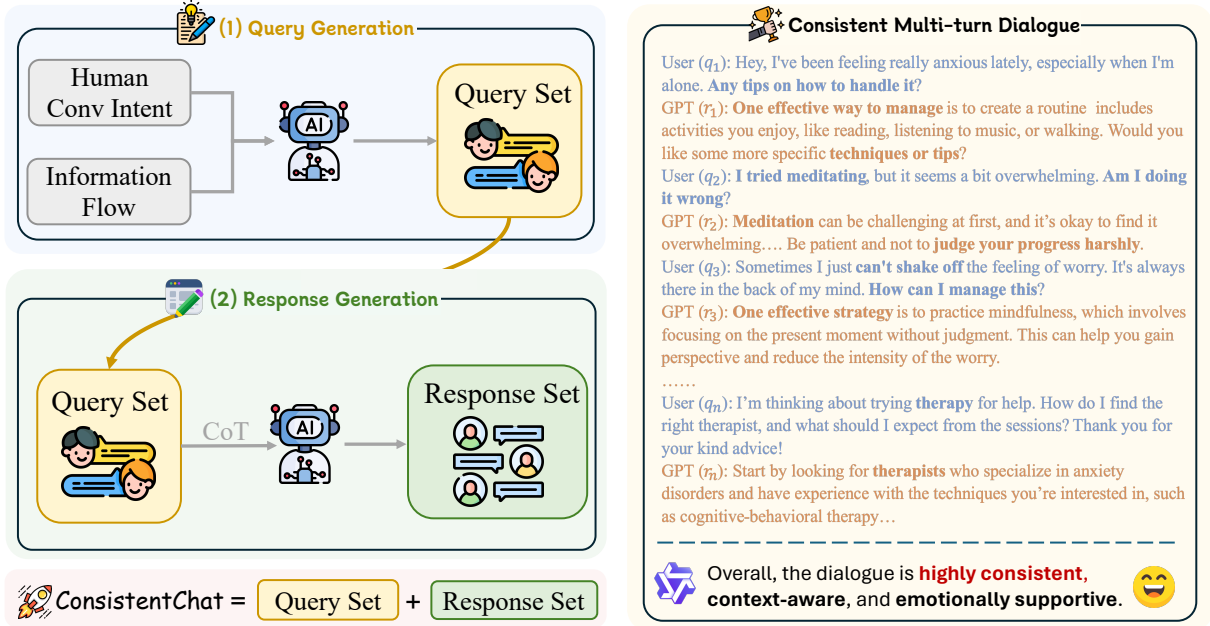 (1) Query Generation
Human
Conv Intent
Information
Flow
AI
Query Set
(2) Response Generation
Query Set
CoT
AI
Response Set
ConsistentChat = Query Set + Response Set
Consistent Multi-turn Dialogue
User (q₁): Hey, I've been feeling really anxious lately, especially when I'm
alone. Any tips on how to handle it?
GPT (r₁): One effective way to manage is to create a routine includes
activities you enjoy, like reading, listening to music, or walking. Would you
like some more specific techniques or tips?
User (q₂): I tried meditating, but it seems a bit overwhelming. Am I doing
it wrong?
GPT (r₂): Meditation can be challenging at first, and it’s okay to find it
overwhelming…. Be patient and not to judge your progress harshly.
User (q₃): Sometimes I just can't shake off the feeling of worry. It's always
there in the back of my mind. How can I manage this?
GPT (r₃): One effective strategy is to practice mindfulness, which involves
focusing on the present moment without judgment. This can help you gain
perspective and reduce the intensity of the worry.
……
User (qₙ): I’m thinking about trying therapy for help. How do I find the
right therapist, and what should I expect from the sessions? Thank you for
your kind advice!
GPT (rₙ): Start by looking for therapists who specialize in anxiety
disorders and have experience with the techniques you’re interested in, such
as cognitive-behavioral therapy…
Overall, the dialogue is highly consistent,
context-aware, and emotionally supportive.